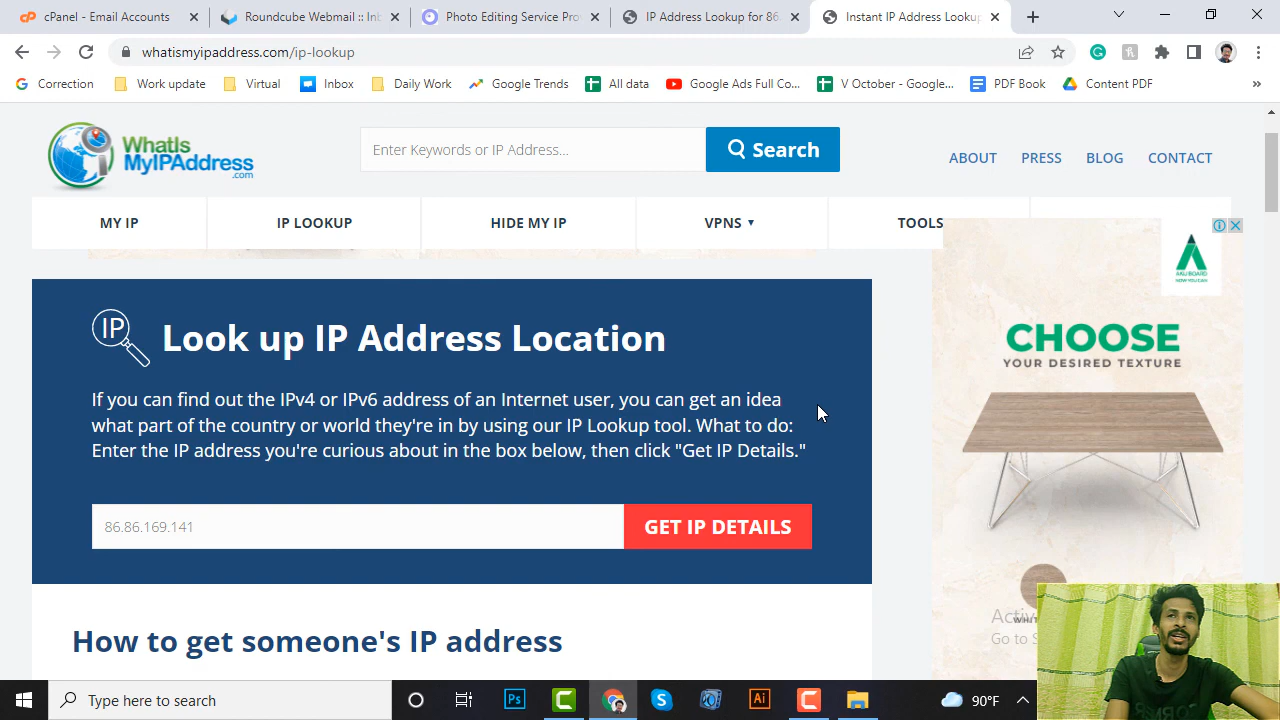 cPanel - Email Accounts
Roundcube Webmail :: Inb
Photo Editing Service Pro
IP Address Lookup for 86.
Instant IP Address Lookup
whatismyipaddress.com/ip-lookup
Correction
Work update
Virtual
Inbox
Daily Work
Google Trends
All data
Google Ads Full Co...
V October - Google...
PDF Book
Content PDF
WhatIs
MyIPAddress
.com
Enter Keywords or IP Address...
Search
ABOUT
PRESS
BLOG
CONTACT
MY IP
IP LOOKUP
HIDE MY IP
VPNS
TOOLS
IP
Look up IP Address Location
If you can find out the IPv4 or IPv6 address of an Internet user, you can get an idea
what part of the country or world they're in by using our IP Lookup tool. What to do:
Enter the IP address you're curious about in the box below, then click "Get IP Details."
86.86.169.141
GET IP DETAILS
How to get someone's IP address
CHOOSE
YOUR DESIRED TEXTURE
Activ
Go to S
Type here to search
Ps
Ai
90°F